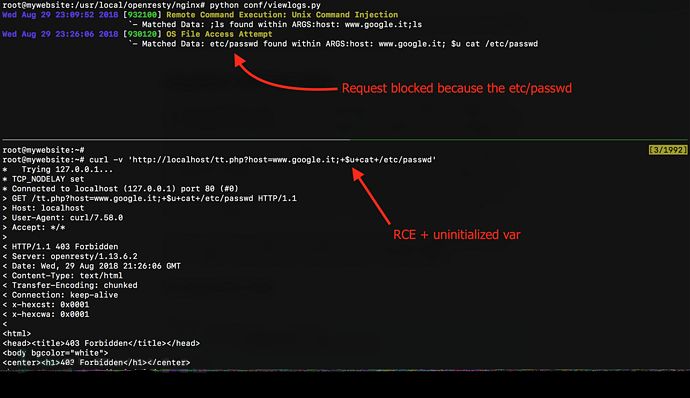 root@mywebsite:/usr/local/openresty/nginx# python conf/viewlogs.py
Wed Aug 29 23:09:52 2018 [932100] Remote Command Execution: Unix Command Injection
`- Matched Data: ;ls found within ARGS:host: www.google.it;ls
Wed Aug 29 23:26:06 2018 [930120] OS File Access Attempt
`- Matched Data: etc/passwd found within ARGS:host: www.google.it; $u cat /etc/passwd
Request blocked because the etc/passwd
root@mywebsite:~#
[3/1992]
root@mywebsite:~# curl -v 'http://localhost/tt.php?host=www.google.it;+$u+cat+/etc/passwd'
*   Trying 127.0.0.1...
* TCP_NODELAY set
* Connected to localhost (127.0.0.1) port 80 (#0)
> GET /tt.php?host=www.google.it;+$u+cat+/etc/passwd HTTP/1.1
> Host: localhost
> User-Agent: curl/7.58.0
> Accept: */*
>
RCE + uninitialized var
< HTTP/1.1 403 Forbidden
< Server: openresty/1.13.6.2
< Date: Wed, 29 Aug 2018 21:26:06 GMT
< Content-Type: text/html
< Transfer-Encoding: chunked
< Connection: keep-alive
< x-hexcst: 0x0001
< x-hexcwa: 0x0001
<
<html>
<head><title>403 Forbidden</title></head>
<body bgcolor="white">
<center><h1>403 Forbidden</h1></center>